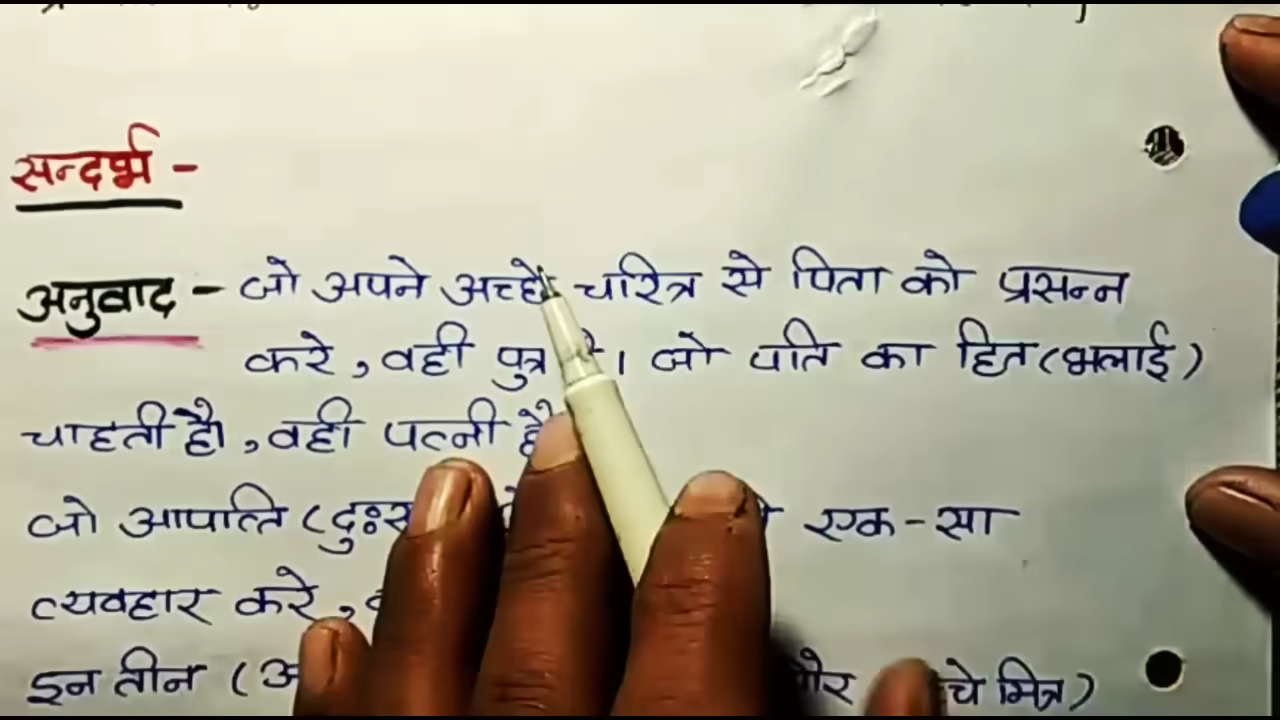 सन्दर्भ -
अनुवाद - जो अपने अच्छे चरित्र से पिता को प्रसन्न
करे, वही पुत्र । जो पति का हित (भलाई)
चाहती है।, वही पत्नी है
जो आपत्ति ( एक-सा
व्यवहार करे,
इन तीन ( मित्र)